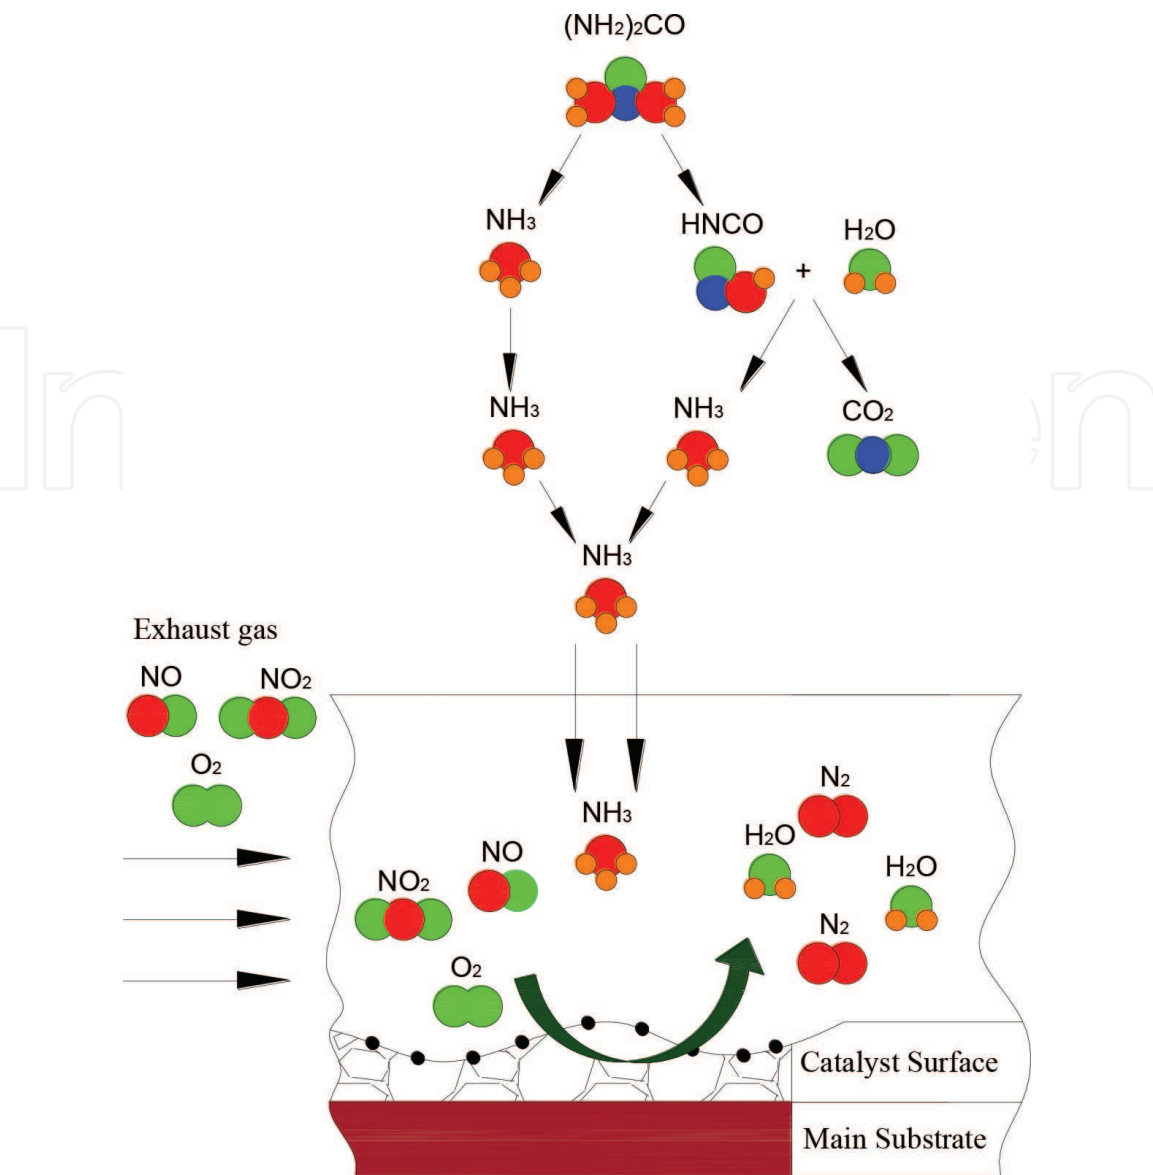 (NH2)2CO
NH3
HNCO
+
H2O
NH3
NH3
CO2
NH3
Exhaust gas
NO
NO2
O2
NH3
N2
H2O
NO
H2O
NO2
N2
O2
Catalyst Surface
Main Substrate